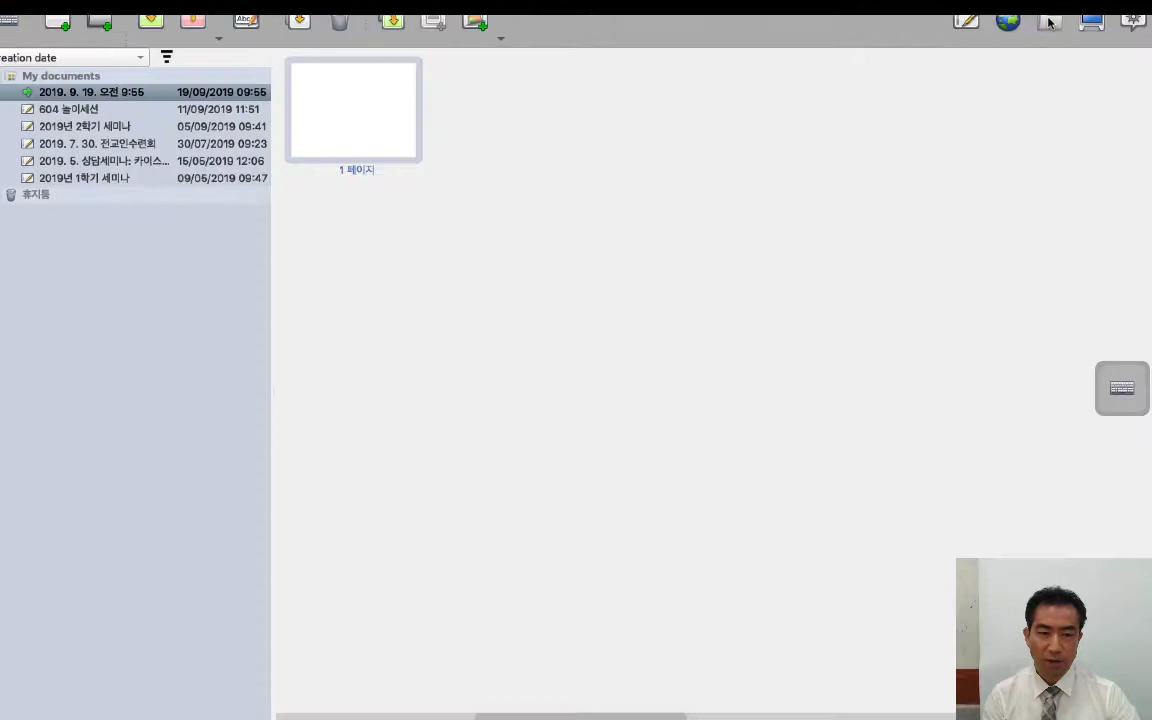 reation date
My documents
2019. 9. 19. 오전 9:55 19/09/2019 09:55
604 놀이세션 11/09/2019 11:51
2019년 2학기 세미나 05/09/2019 09:41
2019. 7. 30. 전교인수련회 30/07/2019 09:23
2019. 5. 상담세미나: 카이스... 15/05/2019 12:06
2019년 1학기 세미나 09/05/2019 09:47
휴지통
1 페이지
Abc